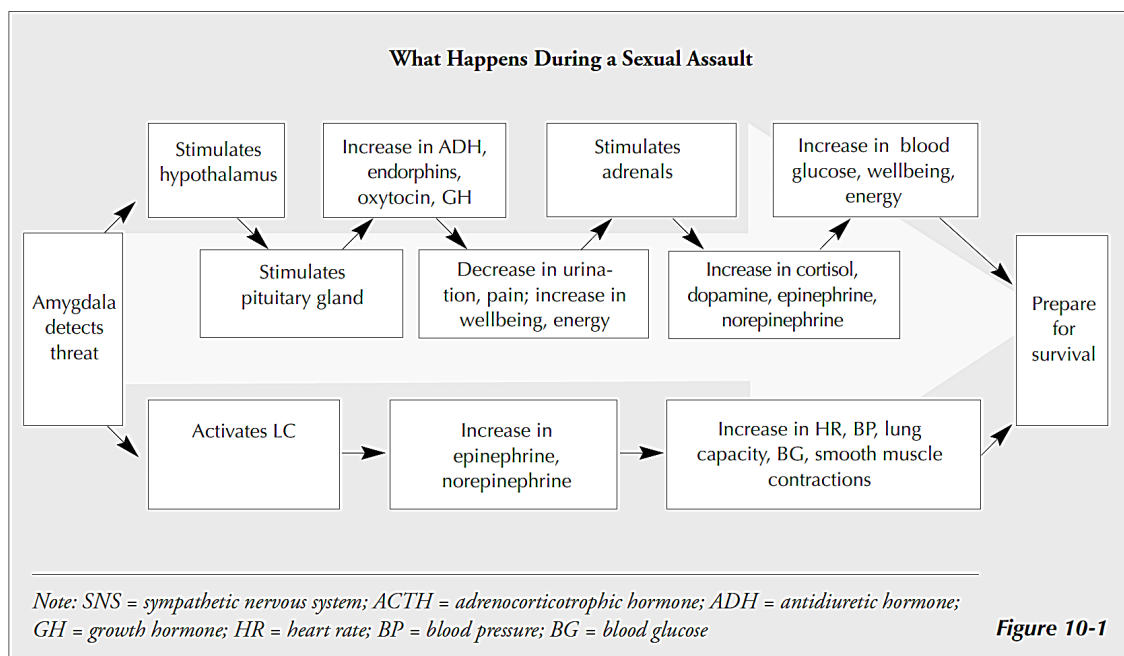 What Happens During a Sexual Assault
Stimulates
hypothalamus
Increase in ADH,
endorphins,
oxytocin, GH
Stimulates
adrenals
Increase in blood
glucose, wellbeing,
energy
Amygdala
detects
threat
Stimulates
pituitary gland
Decrease in urina-
tion, pain; increase in
wellbeing, energy
Increase in cortisol,
dopamine, epinephrine,
norepinephrine
Prepare
for
survival
Activates LC
Increase in
epinephrine,
norepinephrine
Increase in HR, BP, lung
capacity, BG, smooth muscle
contractions
Note: SNS = sympathetic nervous system; ACTH = adrenocorticotrophic hormone; ADH = antidiuretic hormone;
GH = growth hormone; HR = heart rate; BP = blood pressure; BG = blood glucose
Figure 10-1